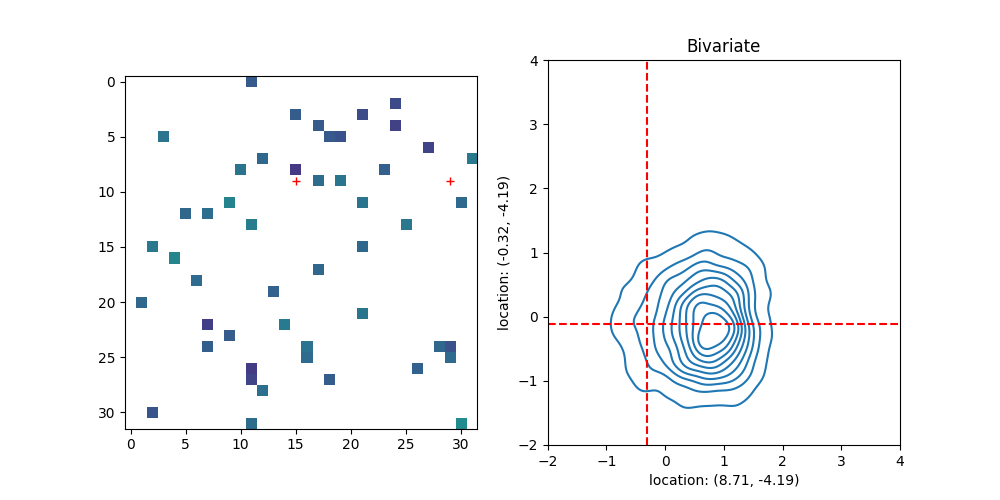 Bivariate
0
5
10
15
20
25
30
0 5 10 15 20 25 30
location: (-0.32, -4.19)
4
3
2
1
0
−1
−2
−2 −1 0 1 2 3 4
location: (8.71, -4.19)